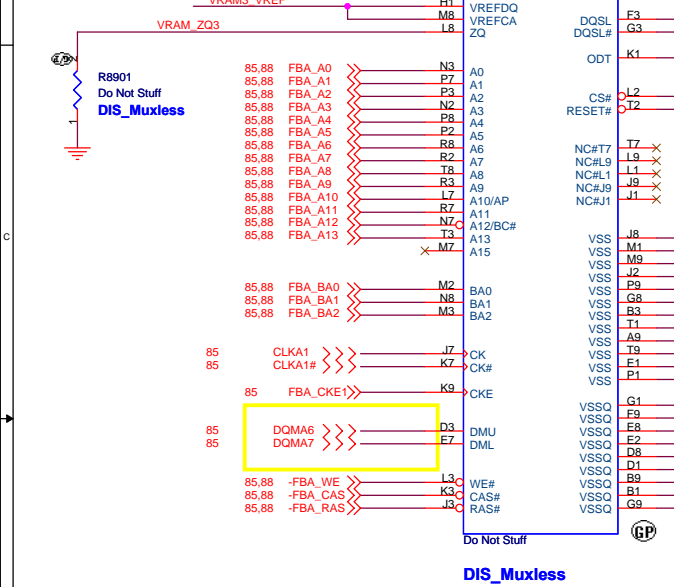 VRAM3_VREF H1 VREFDQ
M8 VREFCA DQSL F3
VRAM_ZQ3 L8 ZQ DQSL# G3
ODT K1
R8901
Do Not Stuff
DIS_Muxless
1
85,88 FBA_A0 N3 A0
85,88 FBA_A1 P7 A1
85,88 FBA_A2 P3 A2 CS# L2
85,88 FBA_A3 N2 A3 RESET# T2
85,88 FBA_A4 P8 A4
85,88 FBA_A5 P2 A5
85,88 FBA_A6 R8 A6 NC#T7 T7
85,88 FBA_A7 R2 A7 NC#L9 L9
85,88 FBA_A8 T8 A8 NC#L1 L1
85,88 FBA_A9 R3 A9 NC#J9 J9
85,88 FBA_A10 L7 A10/AP NC#J1 J1
85,88 FBA_A11 R7 A11
85,88 FBA_A12 N7 A12/BC#
85,88 FBA_A13 T3 A13 VSS J8
C
M7 A15 VSS M1
VSS M9
VSS J2
85,88 FBA_BA0 M2 BA0 VSS P9
85,88 FBA_BA1 N8 BA1 VSS G8
85,88 FBA_BA2 M3 BA2 VSS B3
VSS T1
VSS A9
85 CLKA1 J7 CK VSS T9
85 CLKA1# K7 CK# VSS E1
VSS P1
85 FBA_CKE1 K9 CKE
VSSQ G1
VSSQ F9
85 DQMA6 D3 DMU VSSQ E8
85 DQMA7 E7 DML VSSQ E2
VSSQ D8
VSSQ D1
85,88 -FBA_WE L3 WE# VSSQ B9
85,88 -FBA_CAS K3 CAS# VSSQ B1
85,88 -FBA_RAS J3 RAS# VSSQ G9
GP
Do Not Stuff
DIS_Muxless